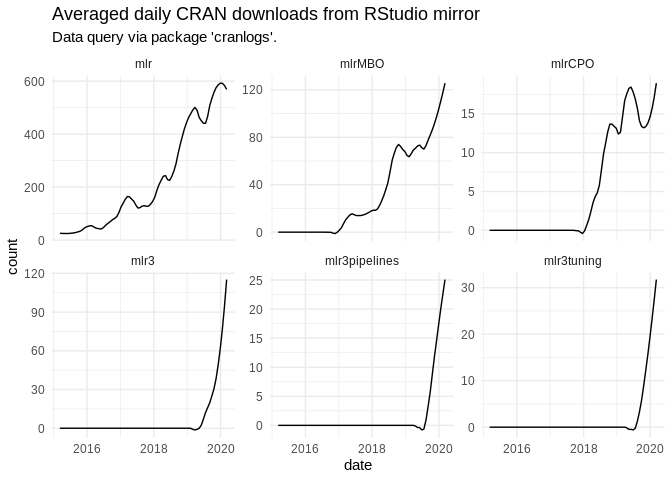 Averaged daily CRAN downloads from RStudio mirror
Data query via package 'cranlogs'.
mlr
mlrMBO
mlrCPO
600
400
200
0
120
80
40
0
15
10
5
0
count
mlr3
mlr3pipelines
mlr3tuning
120
90
60
30
0
25
20
15
10
5
0
30
20
10
0
2016 2018 2020
2016 2018 2020
2016 2018 2020
date